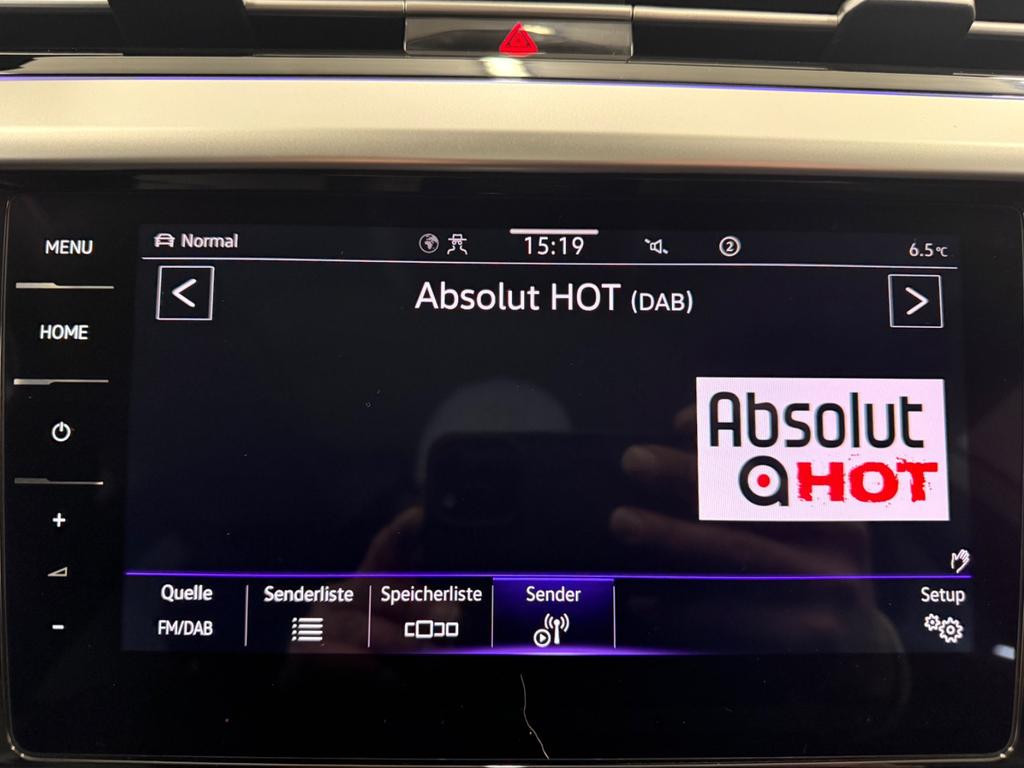 MENU
HOME
+
-
Normal
15:19
2
6.5°C
<
Absolut HOT (DAB)
>
Absolut
HOT
Quelle
FM/DAB
Senderliste
Speicherliste
Sender
Setup